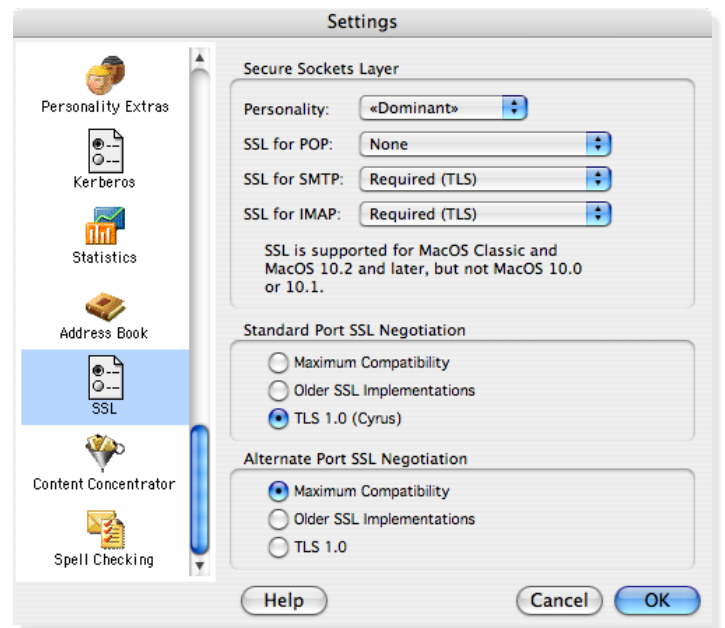 Settings
Personality Extras
Kerberos
Statistics
Address Book
SSL
Content Concentrator
Spell Checking
Secure Sockets Layer
Personality: «Dominant»
SSL for POP: None
SSL for SMTP: Required (TLS)
SSL for IMAP: Required (TLS)
SSL is supported for MacOS Classic and
MacOS 10.2 and later, but not MacOS 10.0
or 10.1.
Standard Port SSL Negotiation
Maximum Compatibility
Older SSL Implementations
TLS 1.0 (Cyrus)
Alternate Port SSL Negotiation
Maximum Compatibility
Older SSL Implementations
TLS 1.0
Help Cancel OK